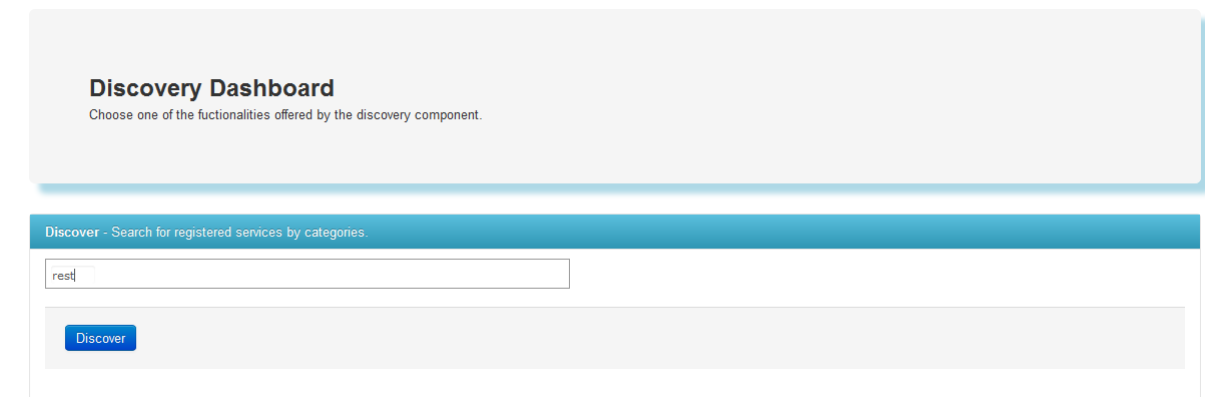 Discovery Dashboard
Choose one of the fuctionalities offered by the discovery component.
Discover - Search for registered services by categories.
rest
Discover